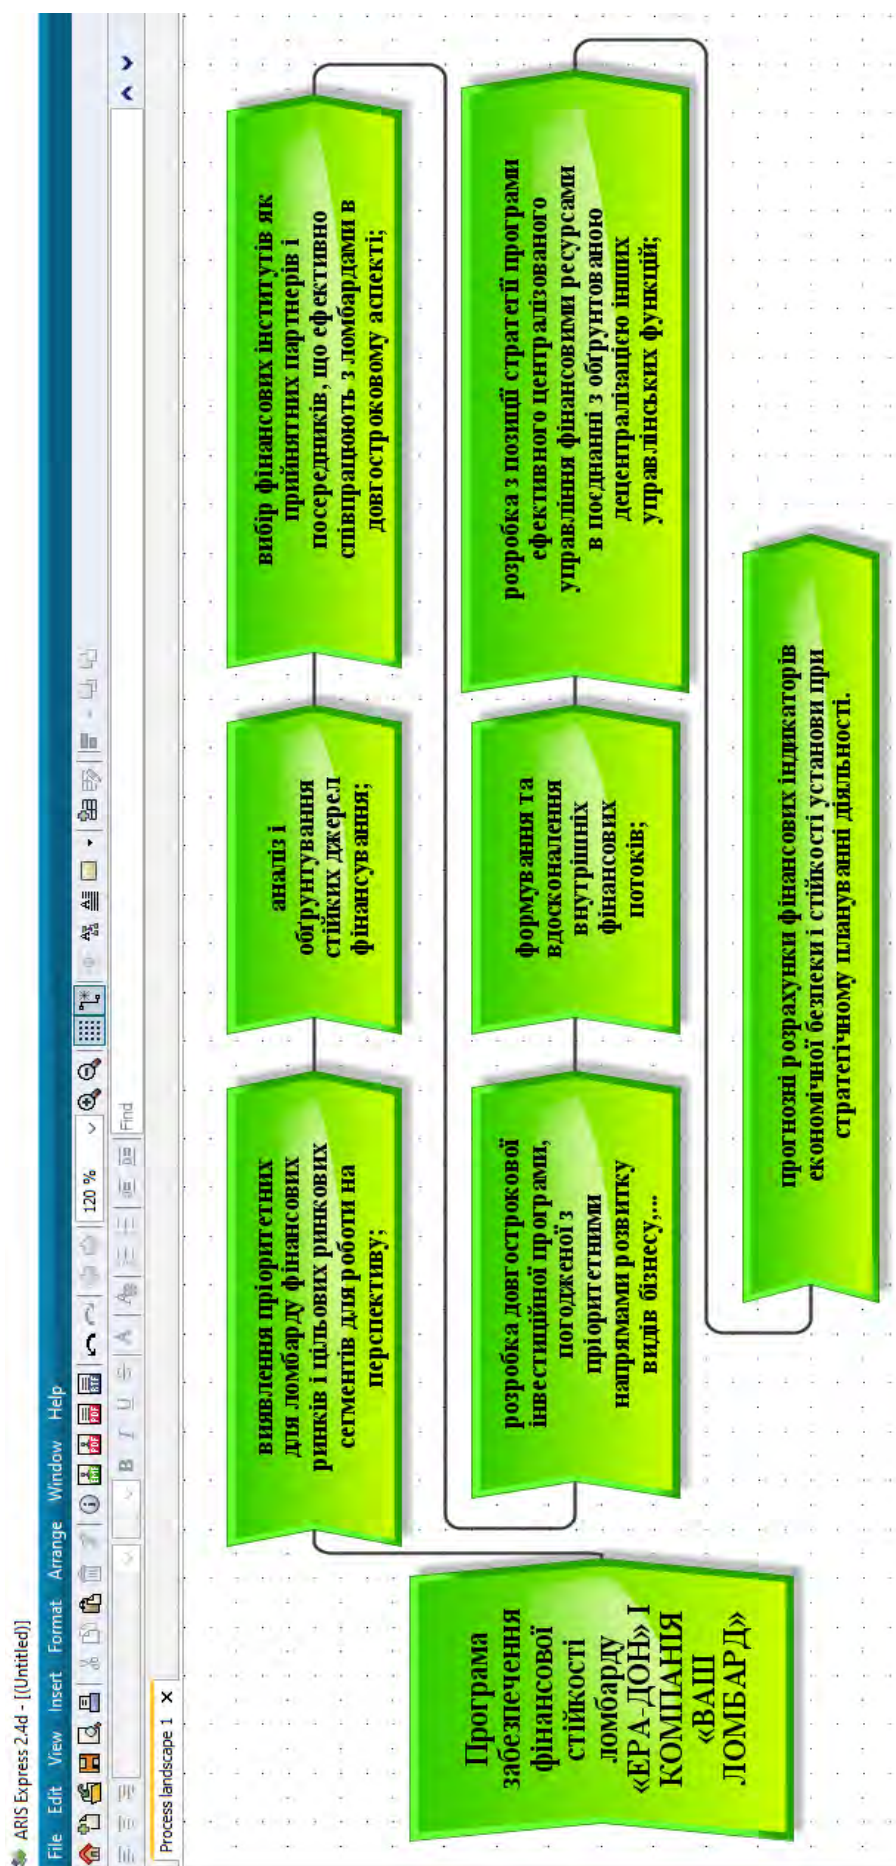 ARIS Express 2.4d - [(Untitled)]
File Edit View Insert Format Arrange Window Help
120 %
Find
Process landscape 1
Програма
забезпечення
фінансової
стійкості
ломбарду
«ЕРА-ДОН» І
КОМПАНІЯ
«ВАШ
ЛОМБАРД»
виявлення пріоритетних
для ломбарду фінансових
ринків і цільових ринкових
сегментів для роботи на
перспективу;
аналіз і
обґрунтування
стійких джерел
фінансування;
вибір фінансових інститутів як
прийнятних партнерів і
посередників, що ефективно
співпрацюють з ломбардами в
довгостроковому аспекті;
розробка довгострокової
інвестиційної програми,
погодженої з
пріоритетними
напрямами розвитку
видів бізнесу,...
формування та
вдосконалення
внутрішніх
фінансових
потоків;
розробка з позиції стратегії програми
ефективного централізованого
управління фінансовими ресурсами
в поєднанні з обґрунтованою
децентралізацією інших
управлінських функцій;
прогнозні розрахунки фінансових індикаторів
економічної безпеки і стійкості установи при
стратегічному плануванні діяльності.